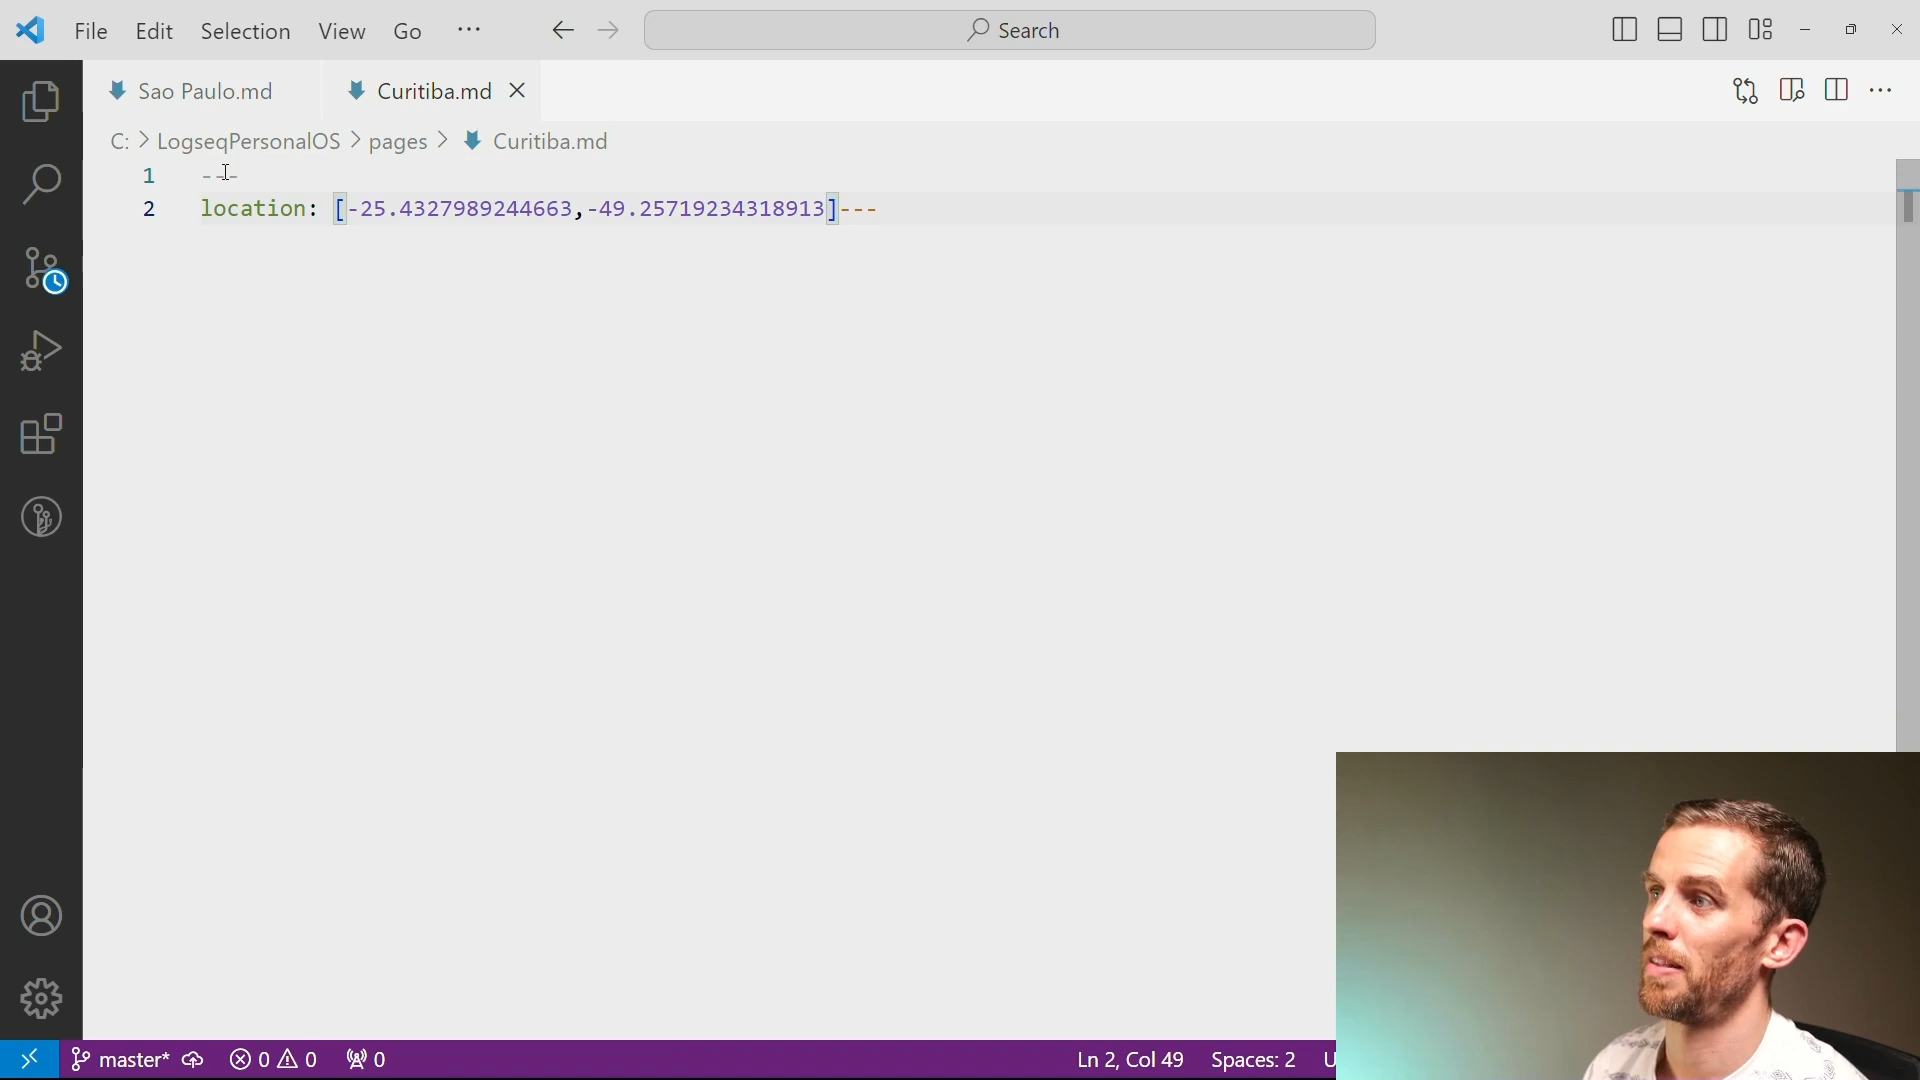 File Edit Selection View Go ··· Search
Sao Paulo.md Curitiba.md
C: > LogseqPersonalOS > pages > Curitiba.md
1 ---
2 location: [-25.4327989244663,-49.25719234318913]---
master* 0 0 0 Ln 2, Col 49 Spaces: 2 U